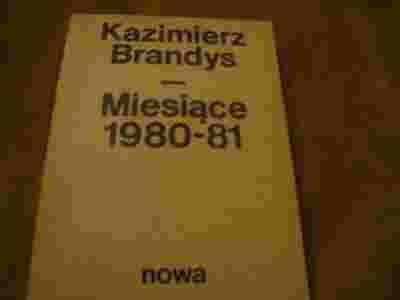 Kazimierz
Brandys
—
Miesiące
1980-81
nowa